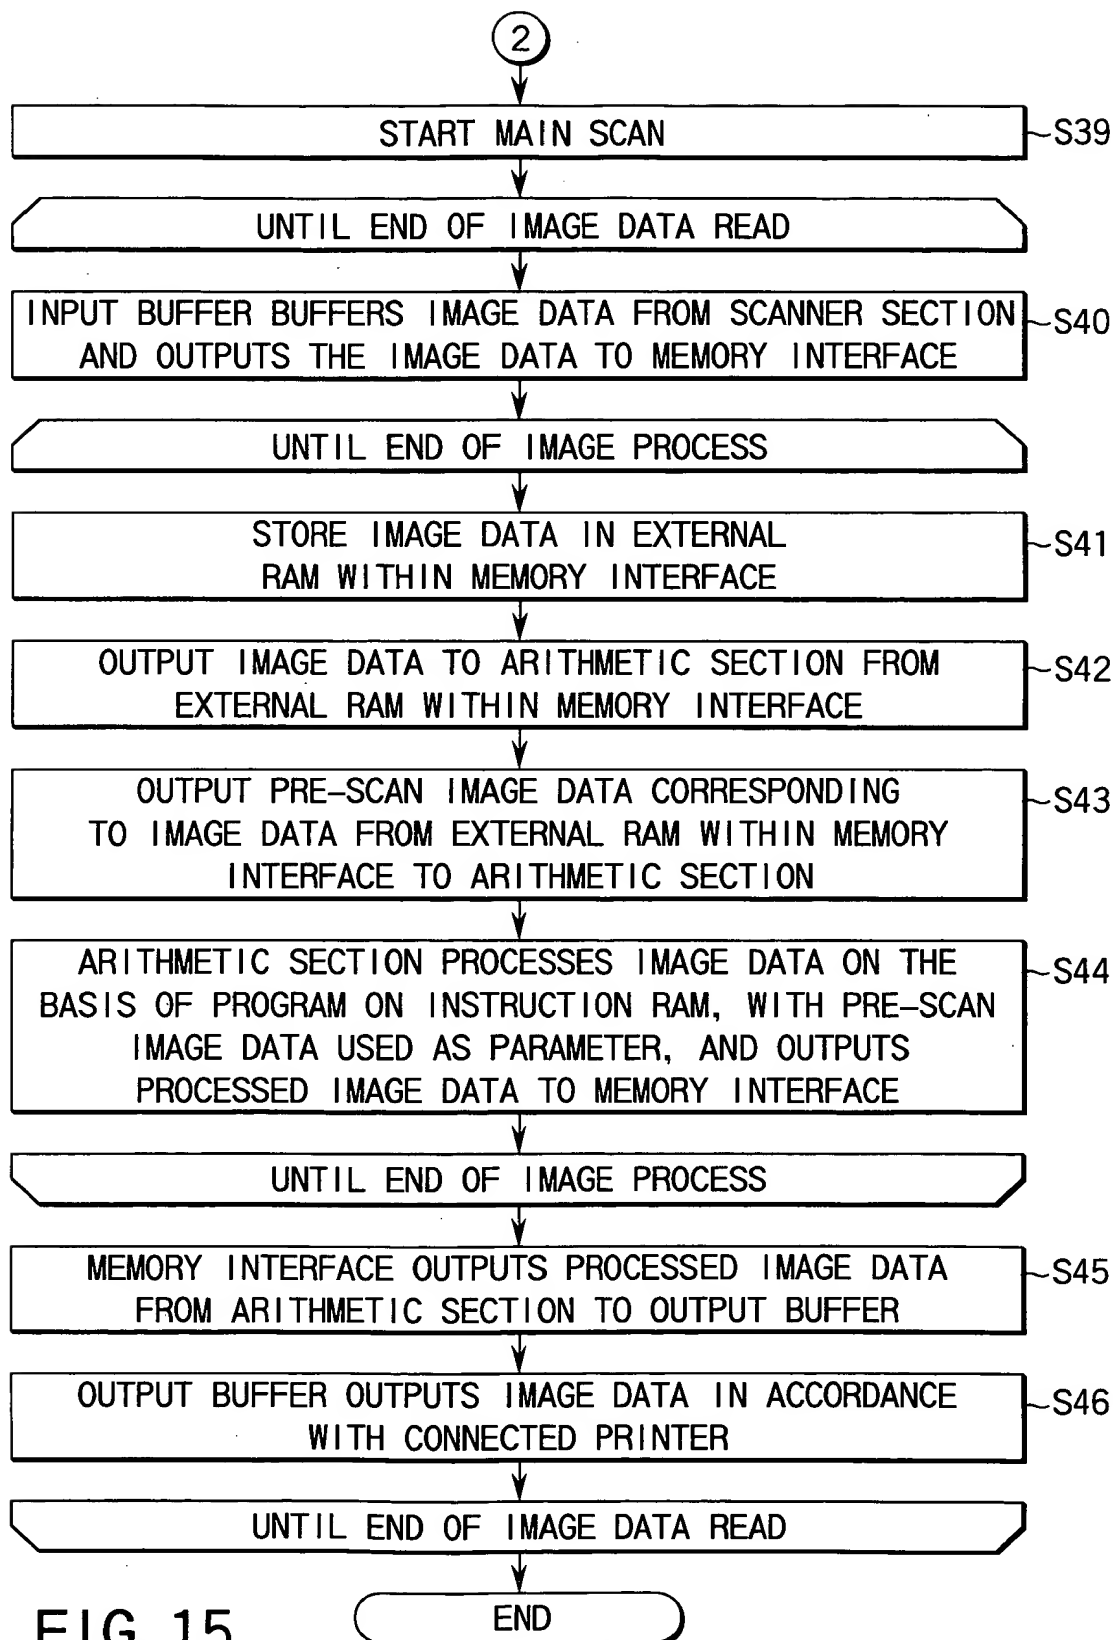 2
START MAIN SCAN
S39
UNTIL END OF IMAGE DATA READ
INPUT BUFFER BUFFERS IMAGE DATA FROM SCANNER SECTION
AND OUTPUTS THE IMAGE DATA TO MEMORY INTERFACE
S40
UNTIL END OF IMAGE PROCESS
STORE IMAGE DATA IN EXTERNAL
RAM WITHIN MEMORY INTERFACE
S41
OUTPUT IMAGE DATA TO ARITHMETIC SECTION FROM
EXTERNAL RAM WITHIN MEMORY INTERFACE
S42
OUTPUT PRE-SCAN IMAGE DATA CORRESPONDING
TO IMAGE DATA FROM EXTERNAL RAM WITHIN MEMORY
INTERFACE TO ARITHMETIC SECTION
S43
ARITHMETIC SECTION PROCESSES IMAGE DATA ON THE
BASIS OF PROGRAM ON INSTRUCTION RAM, WITH PRE-SCAN
IMAGE DATA USED AS PARAMETER, AND OUTPUTS
PROCESSED IMAGE DATA TO MEMORY INTERFACE
S44
UNTIL END OF IMAGE PROCESS
MEMORY INTERFACE OUTPUTS PROCESSED IMAGE DATA
FROM ARITHMETIC SECTION TO OUTPUT BUFFER
S45
OUTPUT BUFFER OUTPUTS IMAGE DATA IN ACCORDANCE
WITH CONNECTED PRINTER
S46
UNTIL END OF IMAGE DATA READ
END
FIG. 15